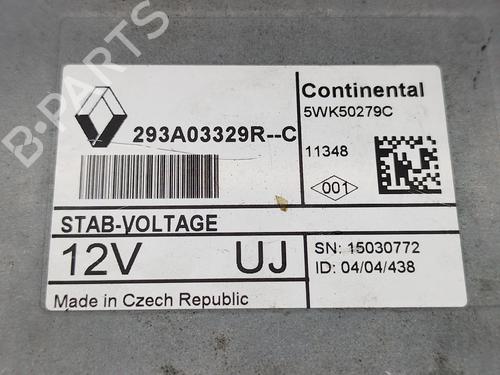 B-PARTS
293A03329R--C
Continental
5WK50279C
11348
001
STAB-VOLTAGE
12V UJ
SN: 15030772
ID: 04/04/438
Made in Czech Republic